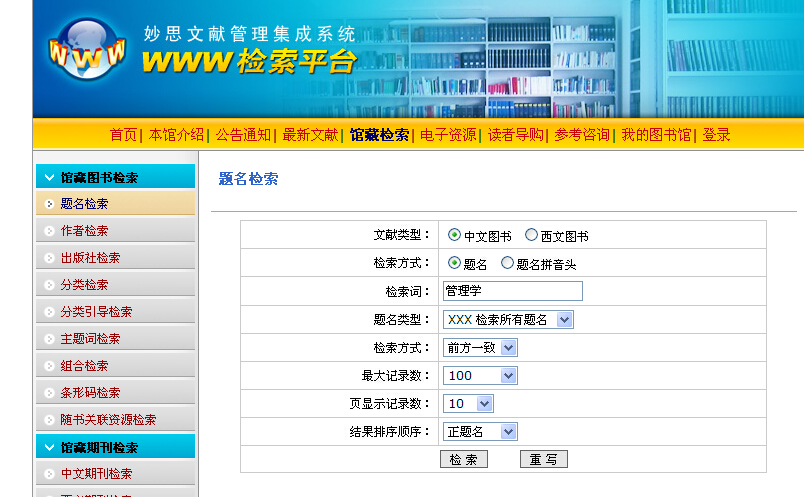 妙思文献管理集成系统
WWW
WWW检索平台
首页| 本馆介绍| 公告通知| 最新文献| 馆藏检索| 电子资源| 读者导购| 参考咨询| 我的图书馆| 登录
馆藏图书检索
题名检索
作者检索
出版社检索
分类检索
分类引导检索
主题词检索
组合检索
条形码检索
随书关联资源检索
馆藏期刊检索
中文期刊检索
题名检索
文献类型： 中文图书 西文图书
检索方式： 题名 题名拼音头
检索词： 管理学
题名类型： XXX 检索所有题名
检索方式： 前方一致
最大记录数： 100
页显示记录数： 10
结果排序顺序： 正题名
检 索 重 写